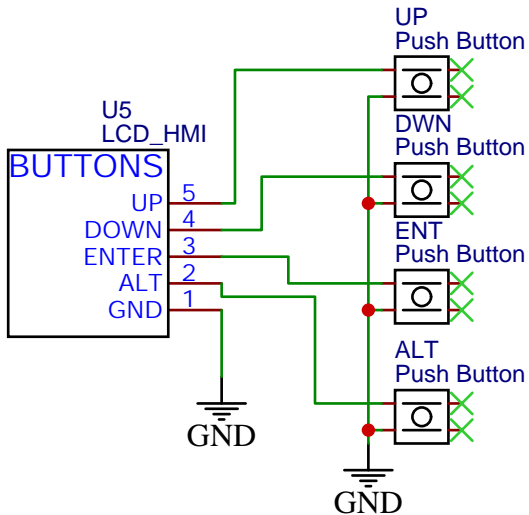 UP
Push Button
U5
LCD_HMI
DWN
Push Button
BUTTONS
UP 5
DOWN 4
ENTER 3
ALT 2
GND 1
ENT
Push Button
ALT
Push Button
GND
GND